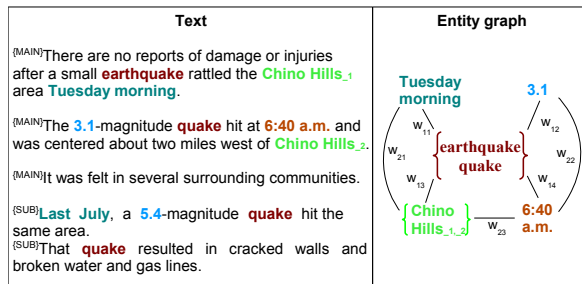 Text
{MAIN}There are no reports of damage or injuries
after a small earthquake rattled the Chino Hills_1
area Tuesday morning.
{MAIN}The 3.1-magnitude quake hit at 6:40 a.m. and
was centered about two miles west of Chino Hills_2.
{MAIN}It was felt in several surrounding communities.
{SUB}Last July, a 5.4-magnitude quake hit the
same area.
{SUB}That quake resulted in cracked walls and
broken water and gas lines.
Entity graph
Tuesday
morning
3.1
w11
w12
w21
earthquake
quake
w22
w13
w14
{Chino
Hills_1,_2}
w23
6:40
a.m.